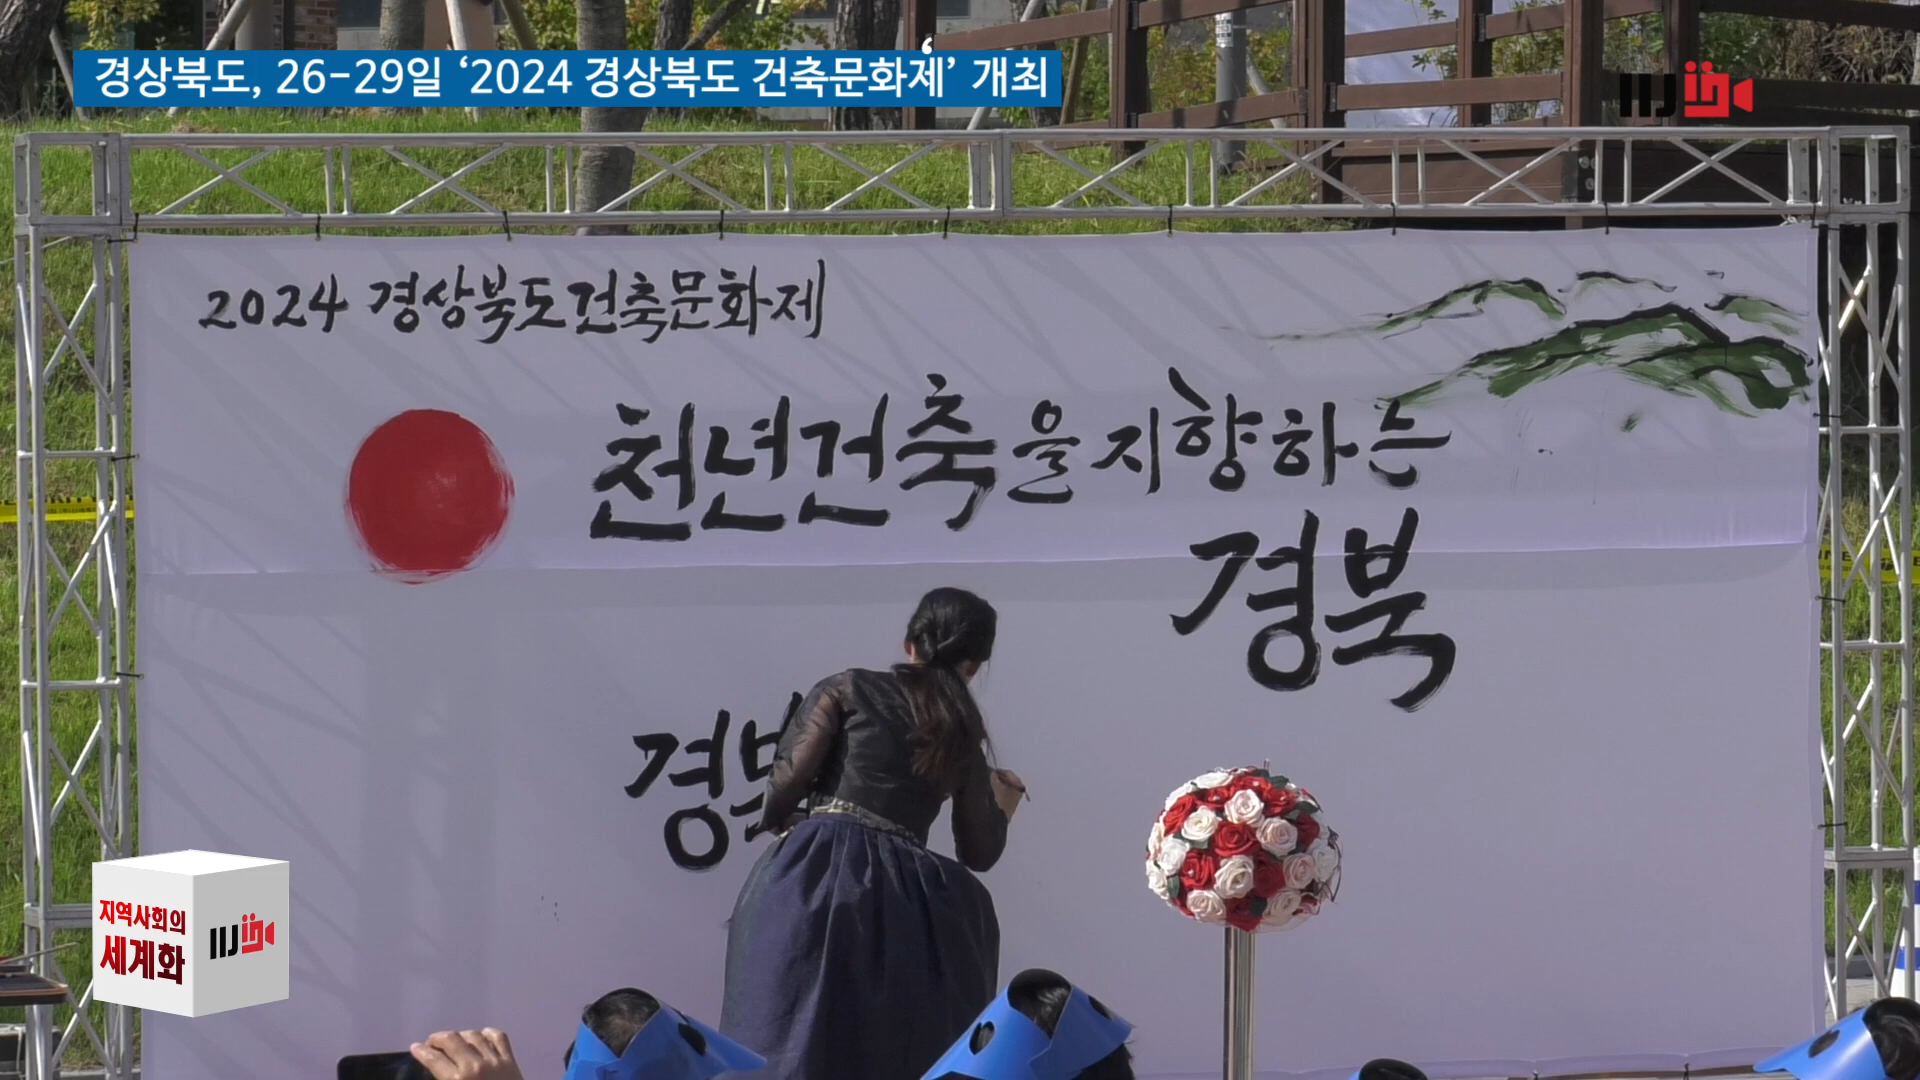 경상북도, 26-29일 ‘2024 경상북도 건축문화제’ 개최
2024 경상북도건축문화제
천년건축을지향하는
경북
경북
지역사회의
세계화